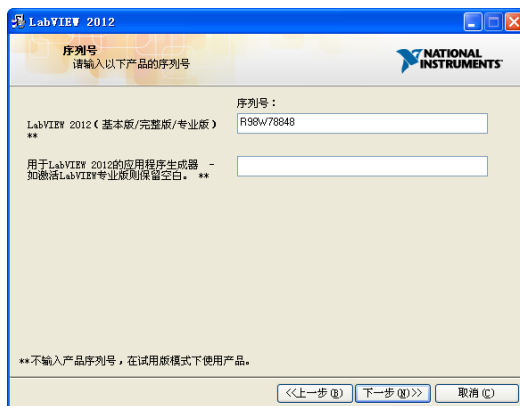 LabVIEW 2012
序列号
请输入以下产品的序列号
NATIONAL
INSTRUMENTS
序列号：
LabVIEW 2012(基本版/完整版/专业版)
**
R98W78848
用于LabVIEW 2012的应用程序生成器 -
如激活LabVIEW专业版则保留空白。 **
**不输入产品序列号，在试用版模式下使用产品。
<<上一步(B)
下一步(N)>>
取消(C)